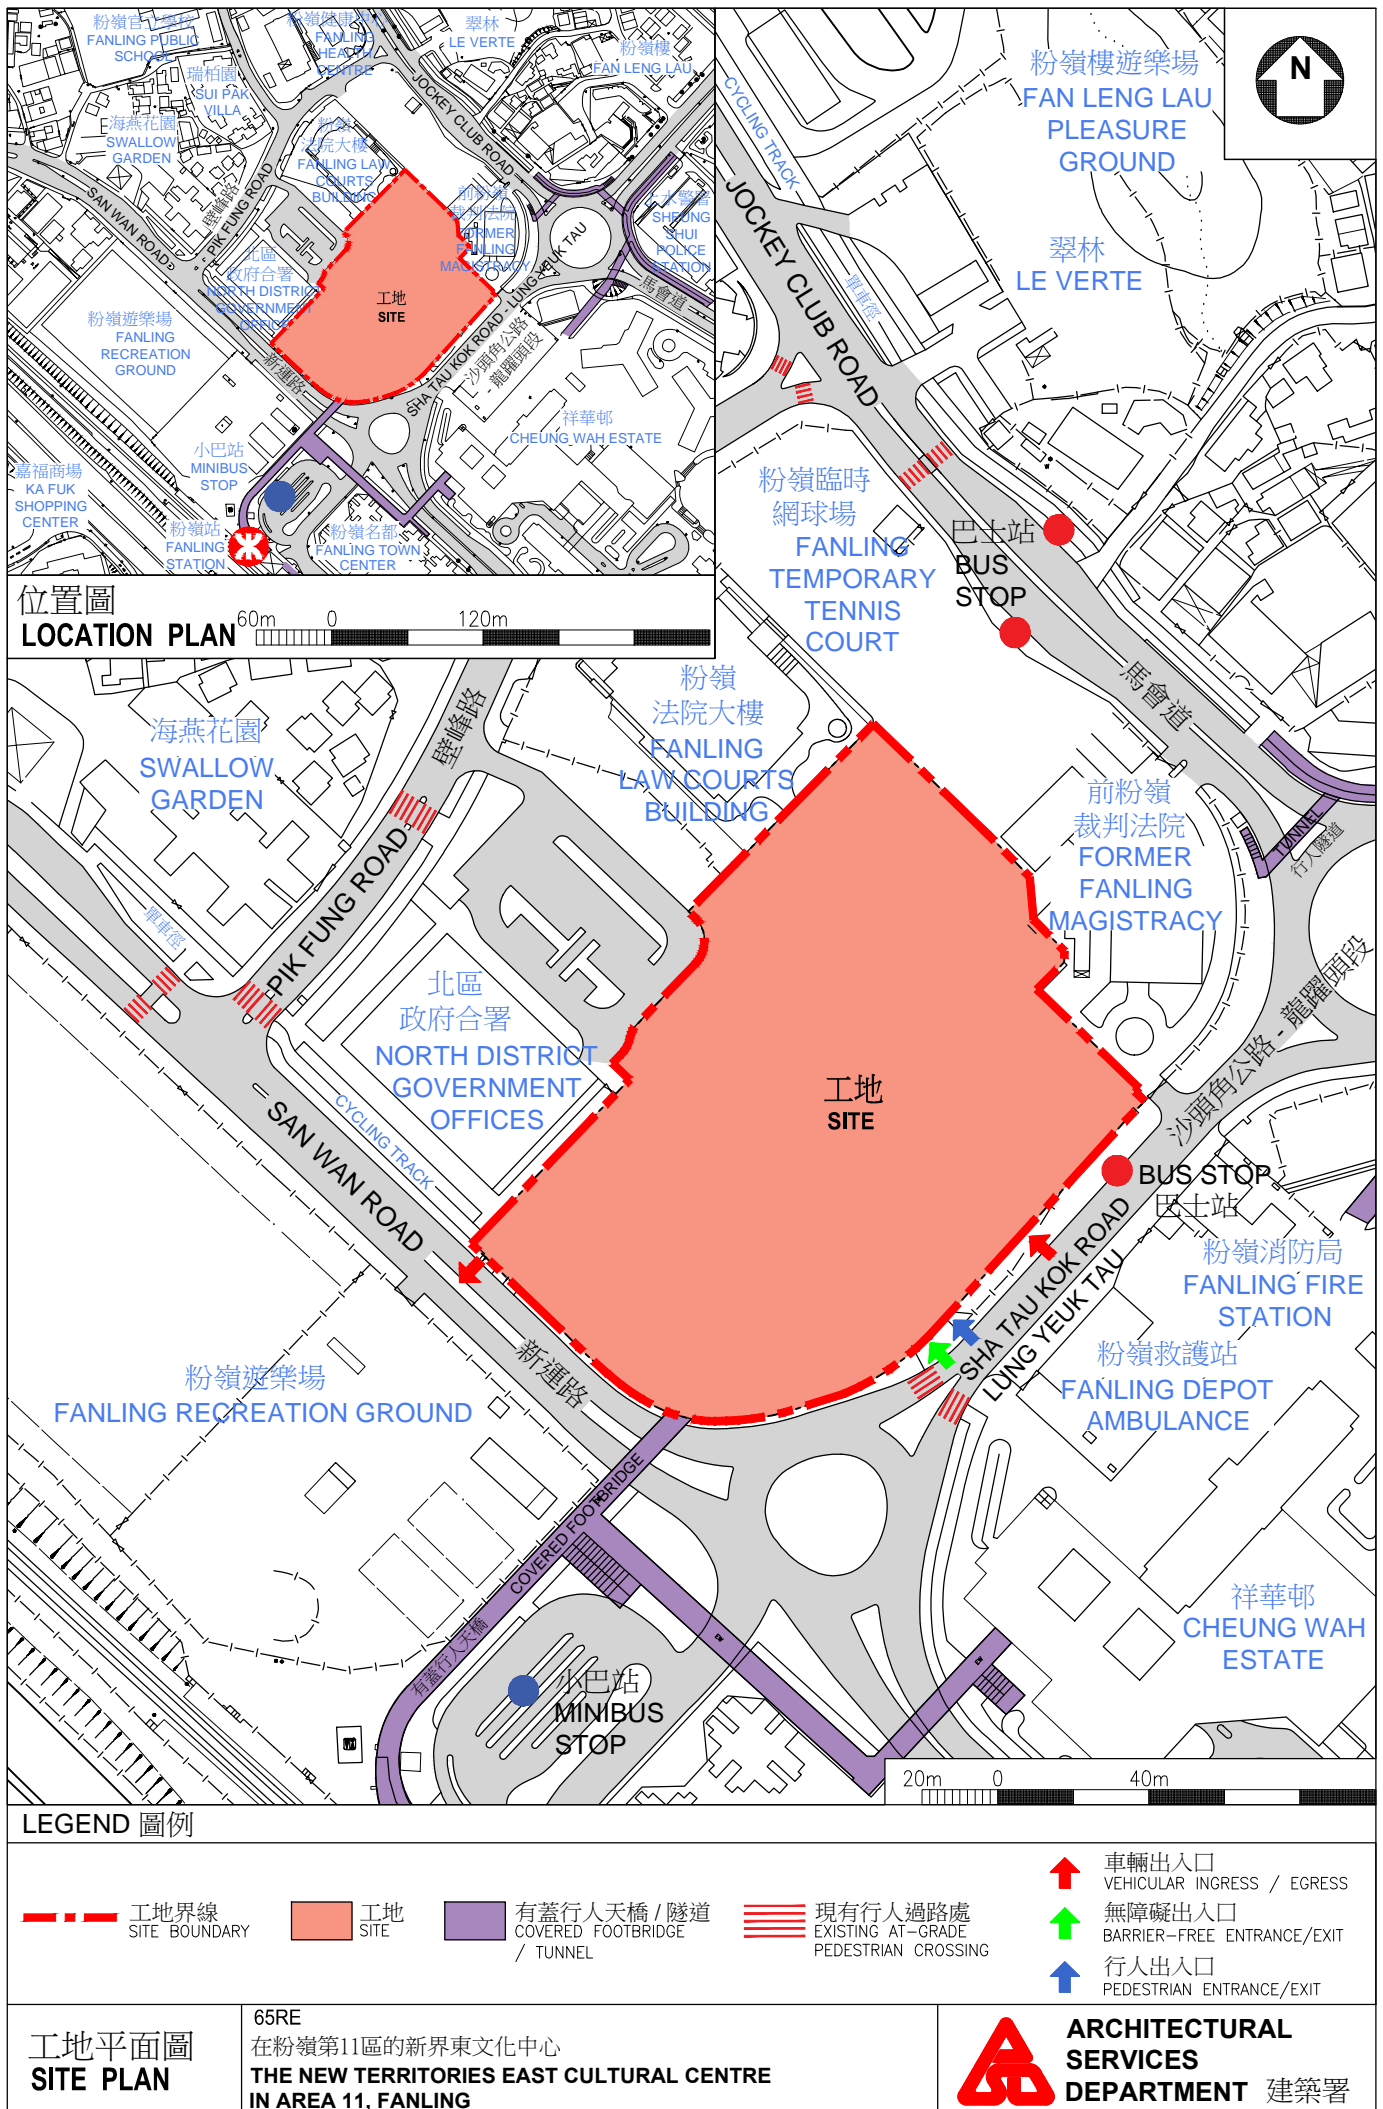 粉嶺官立學校
FANLING PUBLIC
SCHOOL
粉嶺健康中心
FANLING
HEALTH
CENTRE
翠林
LE VERTE
粉嶺樓
FAN LENG LAU
瑞柏園
SUI PAK
VILLA
海燕花園
SWALLOW
GARDEN
粉嶺
法院大樓
FANLING LAW
COURTS
BUILDING
JOCKEY CLUB ROAD
前粉嶺
裁判法院
FORMER
FANLING
MAGISTRACY
上水警署
SHEUNG
SHUI
POLICE
STATION
SAN WAN ROAD
壁峰路
PIK FUNG ROAD
北區
政府合署
NORTH DISTRICT
GOVERNMENT
OFFICE
工地
SITE
馬會道
粉嶺遊樂場
FANLING
RECREATION
GROUND
新運路
SHA TAU KOK ROAD - LUNG YEUK TAU
沙頭角公路
- 龍躍頭段
祥華邨
CHEUNG WAH ESTATE
小巴站
MINIBUS
STOP
嘉福商場
KA FUK
SHOPPING
CENTER
粉嶺站
FANLING
STATION
粉嶺名都
FANLING TOWN
CENTER
位置圖
LOCATION PLAN
60m 0 120m
N
粉嶺樓遊樂場
FAN LENG LAU
PLEASURE
GROUND
翠林
LE VERTE
CYCLING TRACK
JOCKEY CLUB ROAD
單車徑
粉嶺臨時
網球場
FANLING
TEMPORARY
TENNIS
COURT
巴士站
BUS
STOP
馬會道
海燕花園
SWALLOW
GARDEN
壁峰路
PIK FUNG ROAD
粉嶺
法院大樓
FANLING
LAW COURTS
BUILDING
前粉嶺
裁判法院
FORMER
FANLING
MAGISTRACY
TUNNEL
行人隧道
單車徑
北區
政府合署
NORTH DISTRICT
GOVERNMENT
OFFICES
CYCLING TRACK
SAN WAN ROAD
工地
SITE
沙頭角公路 - 龍躍頭段
BUS STOP
巴士站
SHA TAU KOK ROAD
LUNG YEUK TAU
粉嶺消防局
FANLING FIRE
STATION
粉嶺救護站
FANLING DEPOT
AMBULANCE
新運路
粉嶺遊樂場
FANLING RECREATION GROUND
COVERED FOOTBRIDGE
有蓋行人天橋
小巴站
MINIBUS
STOP
祥華邨
CHEUNG WAH
ESTATE
20m 0 40m
LEGEND 圖例
工地界線
SITE BOUNDARY
工地
SITE
有蓋行人天橋 / 隧道
COVERED FOOTBRIDGE
/ TUNNEL
現有行人過路處
EXISTING AT-GRADE
PEDESTRIAN CROSSING
車輛出入口
VEHICULAR INGRESS / EGRESS
無障礙出入口
BARRIER-FREE ENTRANCE/EXIT
行人出入口
PEDESTRIAN ENTRANCE/EXIT
工地平面圖
SITE PLAN
65RE
在粉嶺第11區的新界東文化中心
THE NEW TERRITORIES EAST CULTURAL CENTRE
IN AREA 11, FANLING
ARCHITECTURAL
SERVICES
DEPARTMENT 建築署